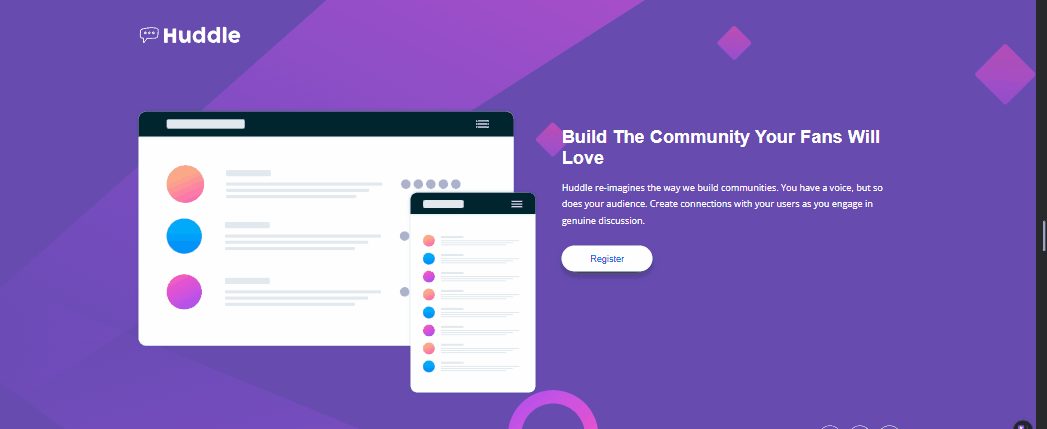 Huddle
Build The Community Your Fans Will
Love
Huddle re-imagines the way we build communities. You have a voice, but so
does your audience. Create connections with your users as you engage in
genuine discussion.
Register